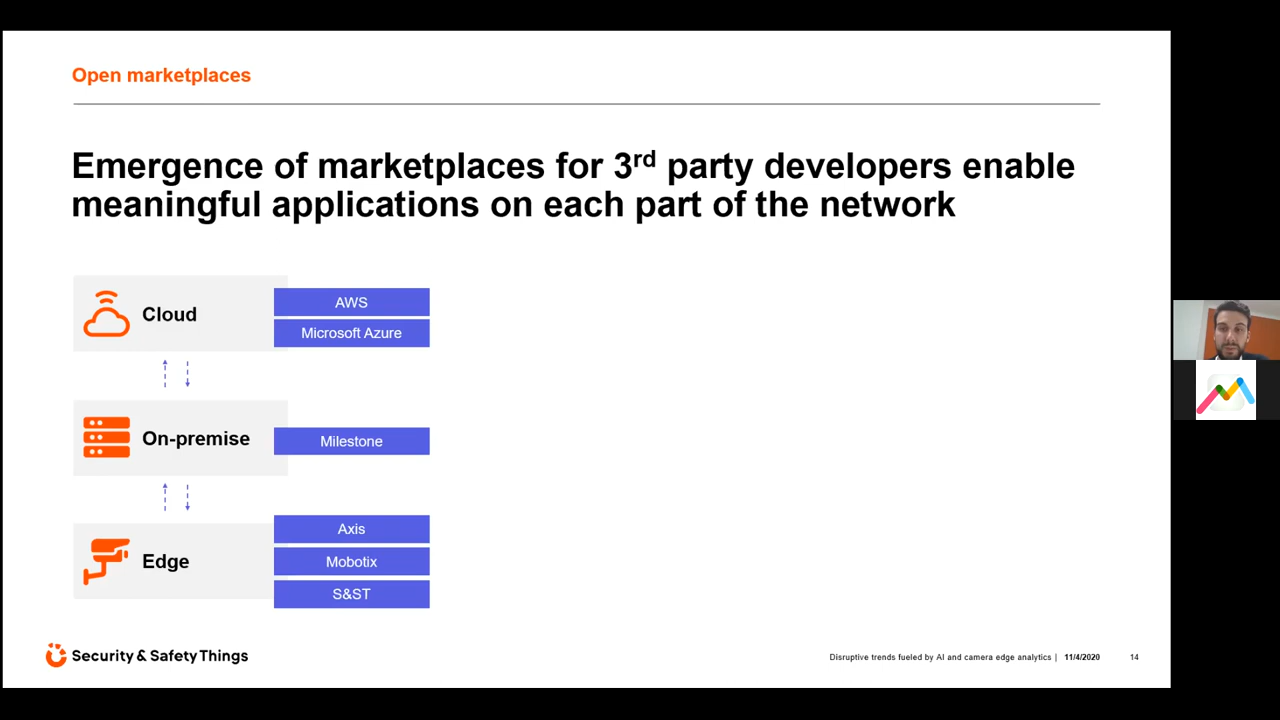 Open marketplaces
Emergence of marketplaces for 3rd party developers enable
meaningful applications on each part of the network
Cloud
AWS
Microsoft Azure
On-premise
Milestone
Edge
Axis
Mobotix
S&ST
Security & Safety Things
Disruptive trends fueled by AI and camera edge analytics | 11/4/2020 14